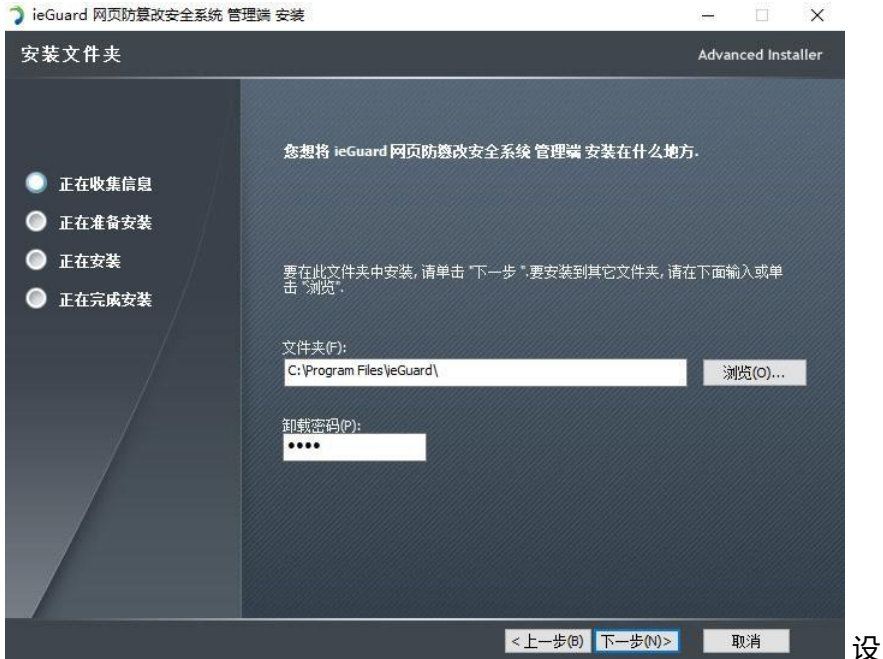 ieGuard 网页防篡改安全系统 管理端 安装
安装文件夹
Advanced Installer
您想将 ieGuard 网页防篡改安全系统 管理端 安装在什么地方.
正在收集信息
正在准备安装
正在安装
正在完成安装
要在此文件夹中安装, 请单击 "下一步 ".要安装到其它文件夹, 请在下面输入或单
击 "浏览".
文件夹(F):
C:\Program Files\ieGuard\
浏览(O)...
卸载密码(P):
••••
<上一步(B)
下一步(N)>
取消
设